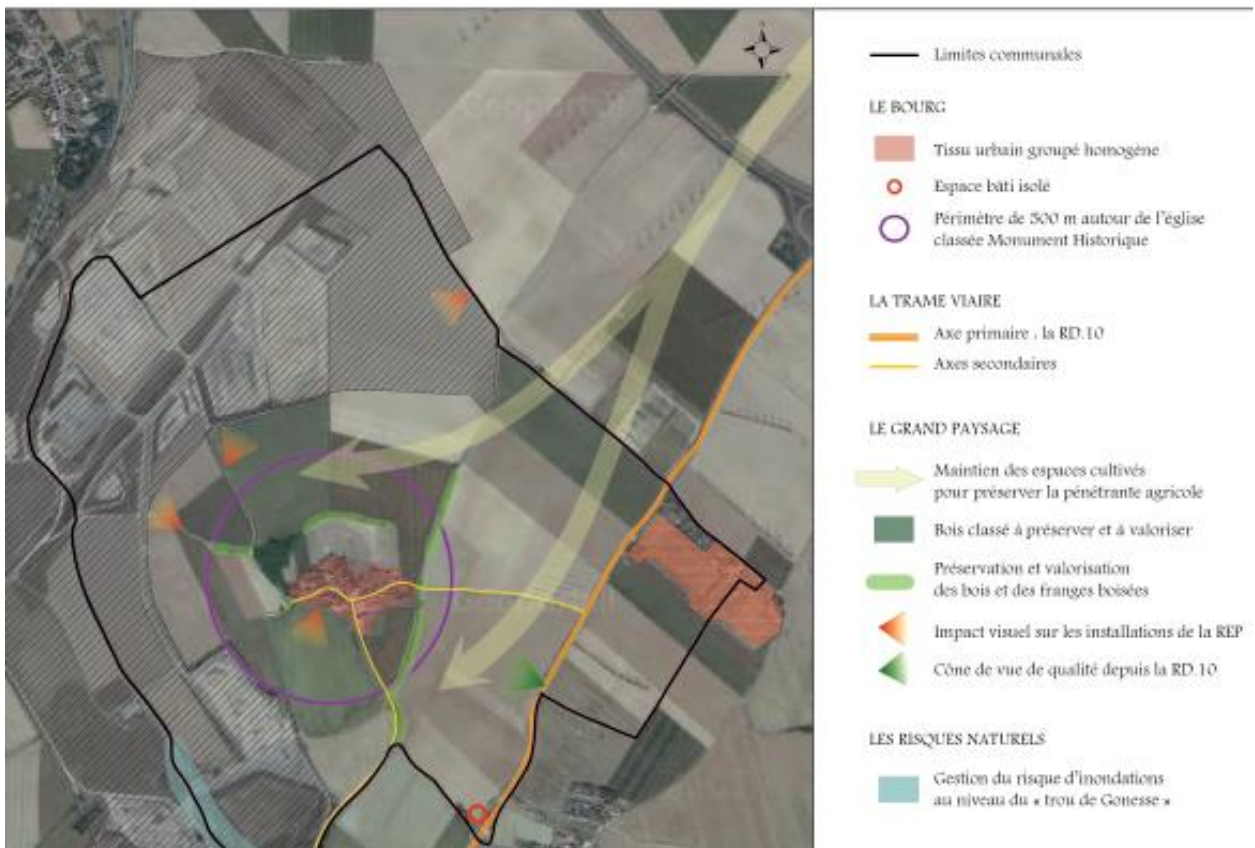 Limites communales
LE BOURG
Tissu urbain groupé homogène
Espace bâti isolé
Périmètre de 500 m autour de l'église
classée Monument Historique
LA TRAME VIAIRE
Axe primaire : la RD.10
Axes secondaires
LE GRAND PAYSAGE
Maintien des espaces cultivés
pour préserver la pénétrante agricole
Bois classé à préserver et à valoriser
Préservation et valorisation
des bois et des franges boisées
Impact visuel sur les installations de la REP
Cône de vue de qualité depuis la RD.10
LES RISQUES NATURELS
Gestion du risque d'inondations
au niveau du « trou de Gonesse »